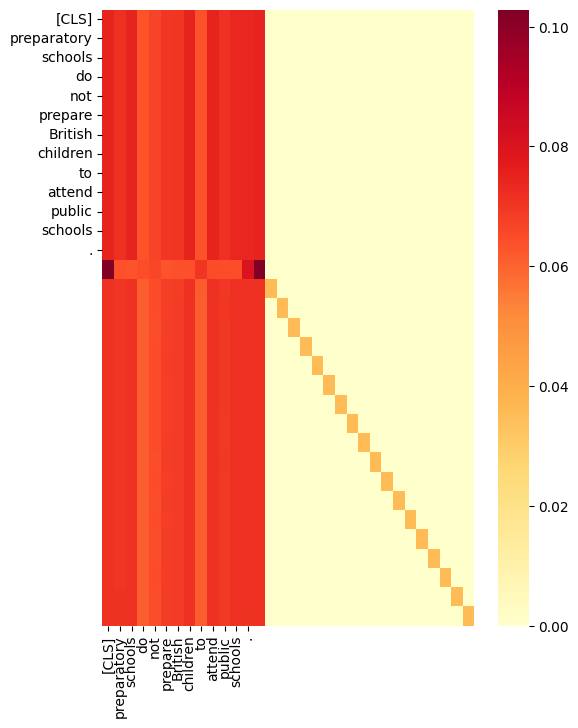 [CLS]
preparatory
schools
do
not
prepare
British
children
to
attend
public
schools
.
0.10
0.08
0.06
0.04
0.02
0.00
[CLS]
preparatory
schools
do
not
prepare
British
children
to
attend
public
schools
.